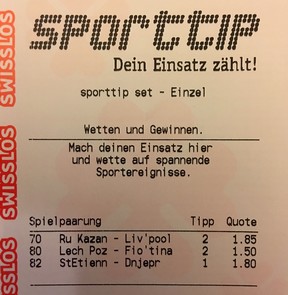 sporttip
Dein Einsatz zählt!
sporttip set - Einzel
Wetten und Gewinnen.
Mach deinen Einsatz hier
und wette auf spannende
Sportereignisse.
Spielpaarung Tipp Quote
70 Ru Kazan - Liv'pool 2 1.85
80 Lech Poz - Fio'tina 2 1.50
82 StEtienn - Dnjepr 1 1.80
SWISSLOS
SWISSLOS